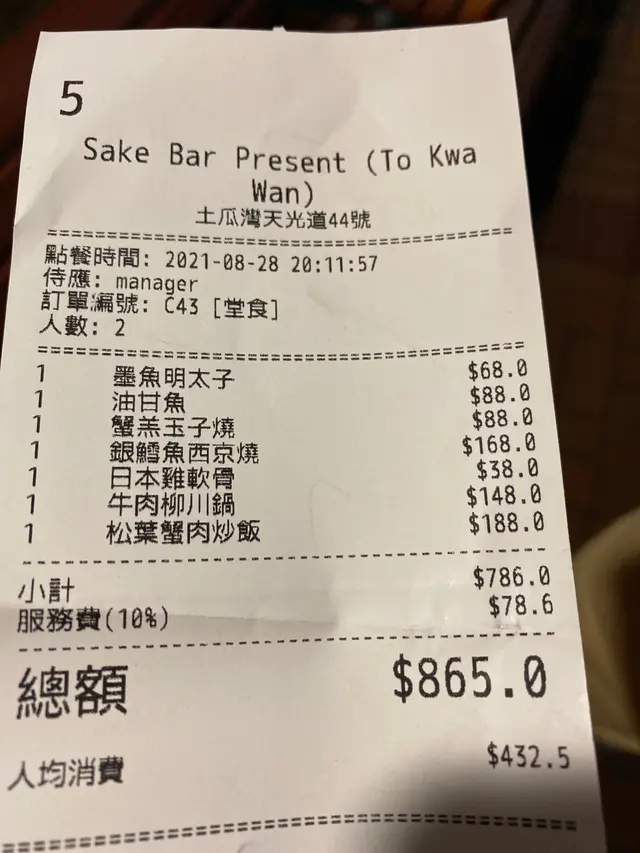 5
Sake Bar Present (To Kwa
Wan)
土瓜灣天光道44號
點餐時間: 2021-08-28 20:11:57
侍應: manager
訂單編號: C43 [堂食]
人數: 2
1 墨魚明太子 $68.0
1 油甘魚 $88.0
1 蟹羔玉子燒 $88.0
1 銀鱈魚西京燒 $168.0
1 日本雞軟骨 $38.0
1 牛肉柳川鍋 $148.0
1 松葉蟹肉炒飯 $188.0
小計 $786.0
服務費(10%) $78.6
總額 $865.0
人均消費 $432.5